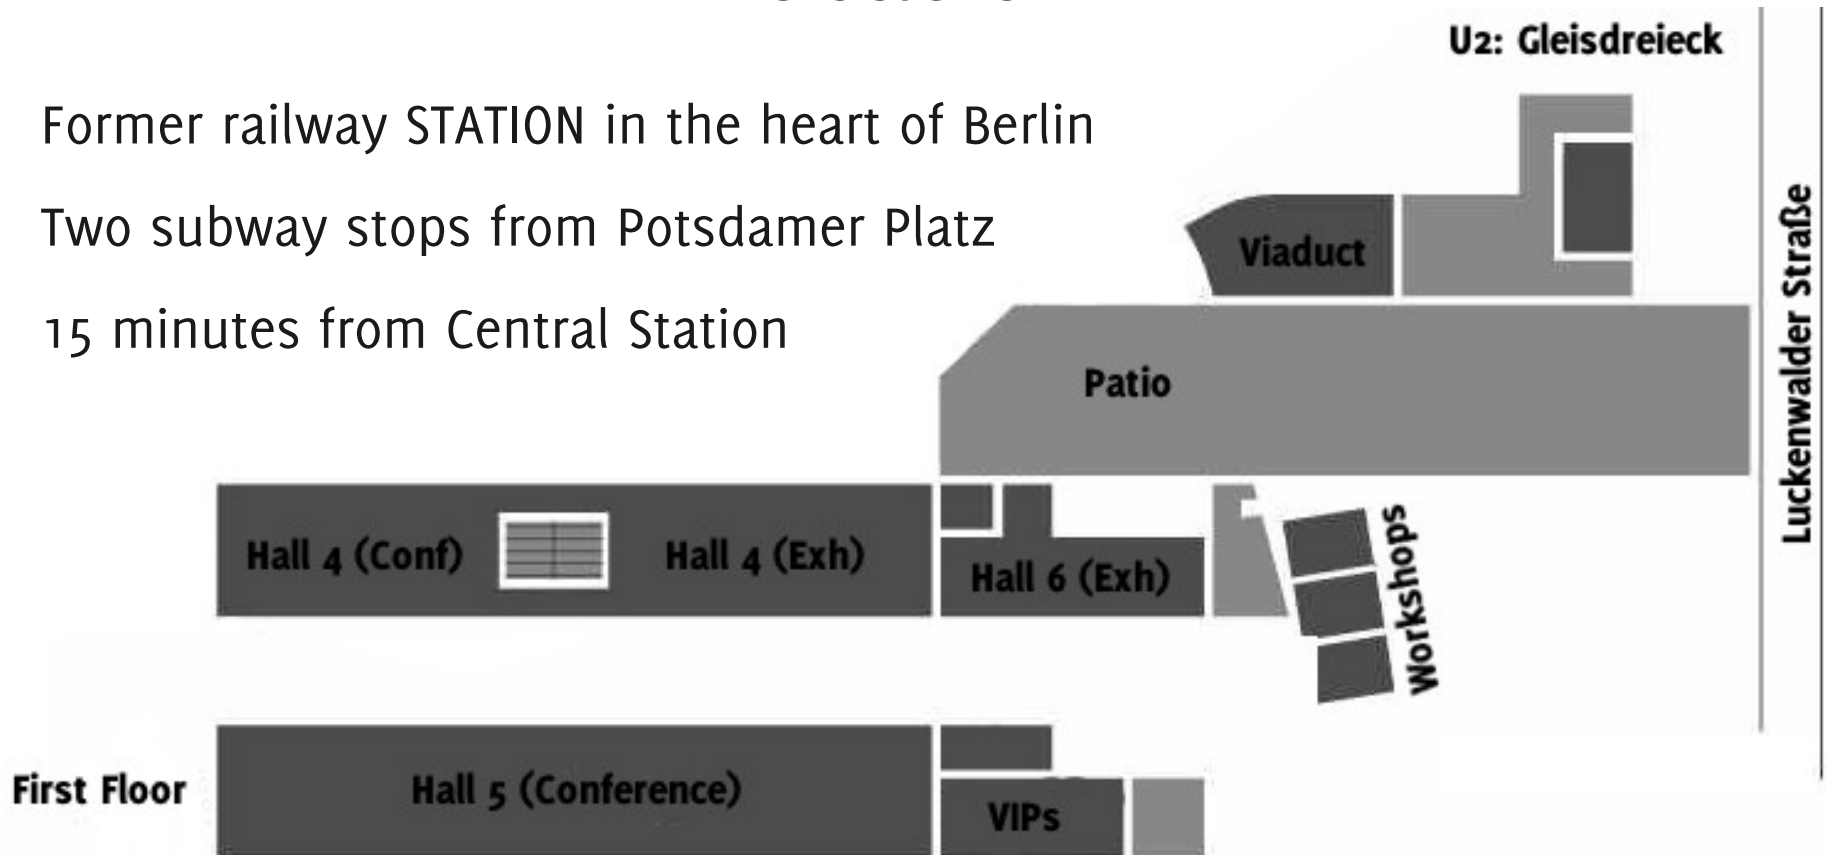 U2: Gleisdreieck
Former railway STATION in the heart of Berlin
Two subway stops from Potsdamer Platz
15 minutes from Central Station
Viaduct
Luckenwalder Straße
Patio
Hall 4 (Conf)
Hall 4 (Exh)
Hall 6 (Exh)
Workshops
First Floor
Hall 5 (Conference)
VIPs